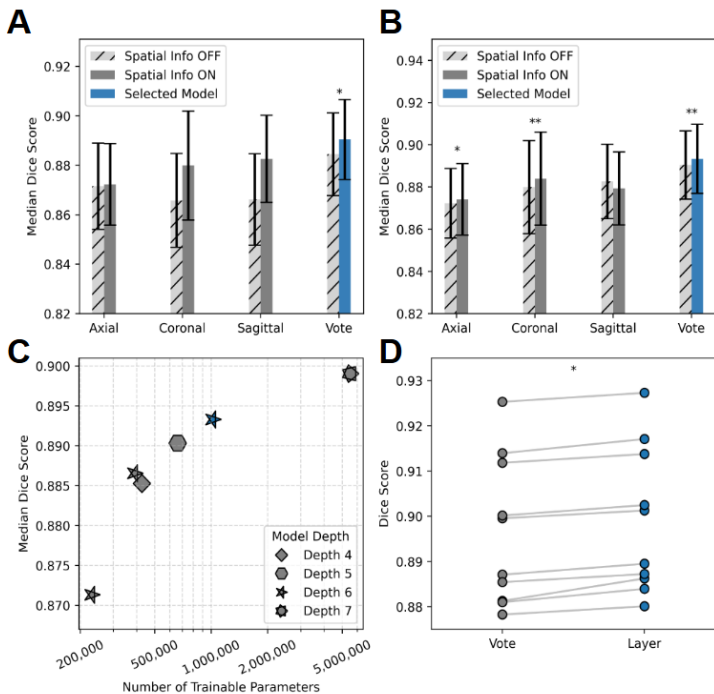 A
Median Dice Score
0.92
0.90
0.88
0.86
0.84
0.82
Spatial Info OFF
Spatial Info ON
Selected Model
*
Axial
Coronal
Sagittal
Vote
B
Median Dice Score
0.94
0.92
0.90
0.88
0.86
0.84
0.82
Spatial Info OFF
Spatial Info ON
Selected Model
*
**
**
Axial
Coronal
Sagittal
Vote
C
Median Dice Score
0.900
0.895
0.890
0.885
0.880
0.875
0.870
Model Depth
Depth 4
Depth 5
Depth 6
Depth 7
200,000
500,000
1,000,000
2,000,000
5,000,000
Number of Trainable Parameters
D
Dice Score
0.93
0.92
0.91
0.90
0.89
0.88
*
Vote
Layer